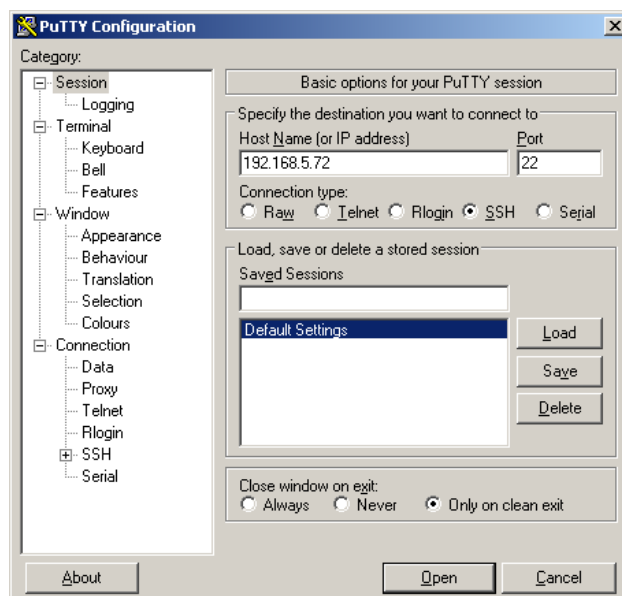 PuTTY Configuration
Category:
Session
Logging
Terminal
Keyboard
Bell
Features
Window
Appearance
Behaviour
Translation
Selection
Colours
Connection
Data
Proxy
Telnet
Rlogin
SSH
Serial
Basic options for your PuTTY session
Specify the destination you want to connect to
Host Name (or IP address) Port
192.168.5.72 22
Connection type:
Raw Telnet Rlogin SSH Serial
Load, save or delete a stored session
Saved Sessions
Default Settings
Load
Save
Delete
Close window on exit:
Always Never Only on clean exit
About Open Cancel